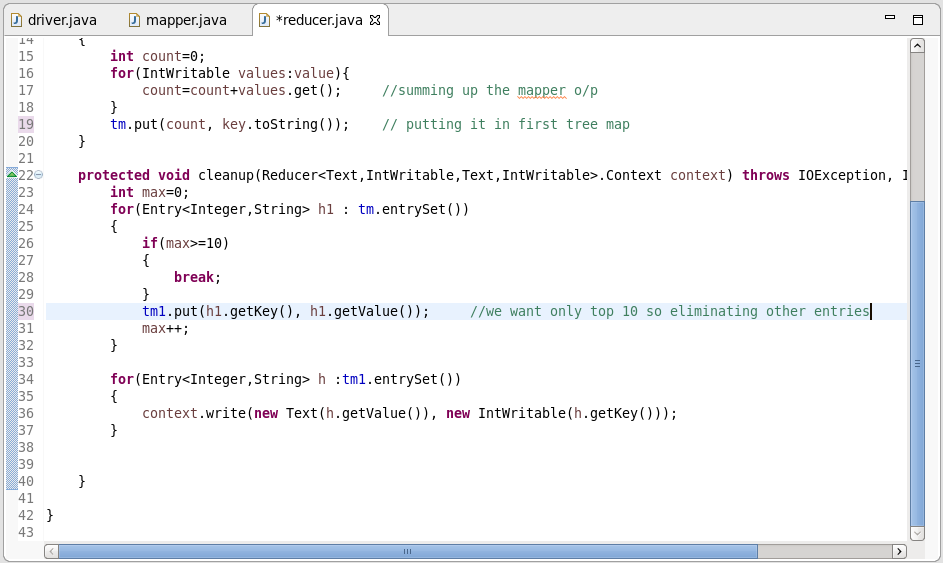 driver.java mapper.java *reducer.java
14 {
15 int count=0;
16 for(IntWritable values:value){
17 count=count+values.get(); //summing up the mapper o/p
18 }
19 tm.put(count, key.toString()); // putting it in first tree map
20 }
21
22 protected void cleanup(Reducer<Text,IntWritable,Text,IntWritable>.Context context) throws IOException, I
23 int max=0;
24 for(Entry<Integer,String> h1 : tm.entrySet())
25 {
26 if(max>=10)
27 {
28 break;
29 }
30 tm1.put(h1.getKey(), h1.getValue()); //we want only top 10 so eliminating other entries
31 max++;
32 }
33
34 for(Entry<Integer,String> h :tm1.entrySet())
35 {
36 context.write(new Text(h.getValue()), new IntWritable(h.getKey()));
37 }
38
39
40 }
41
42 }
43